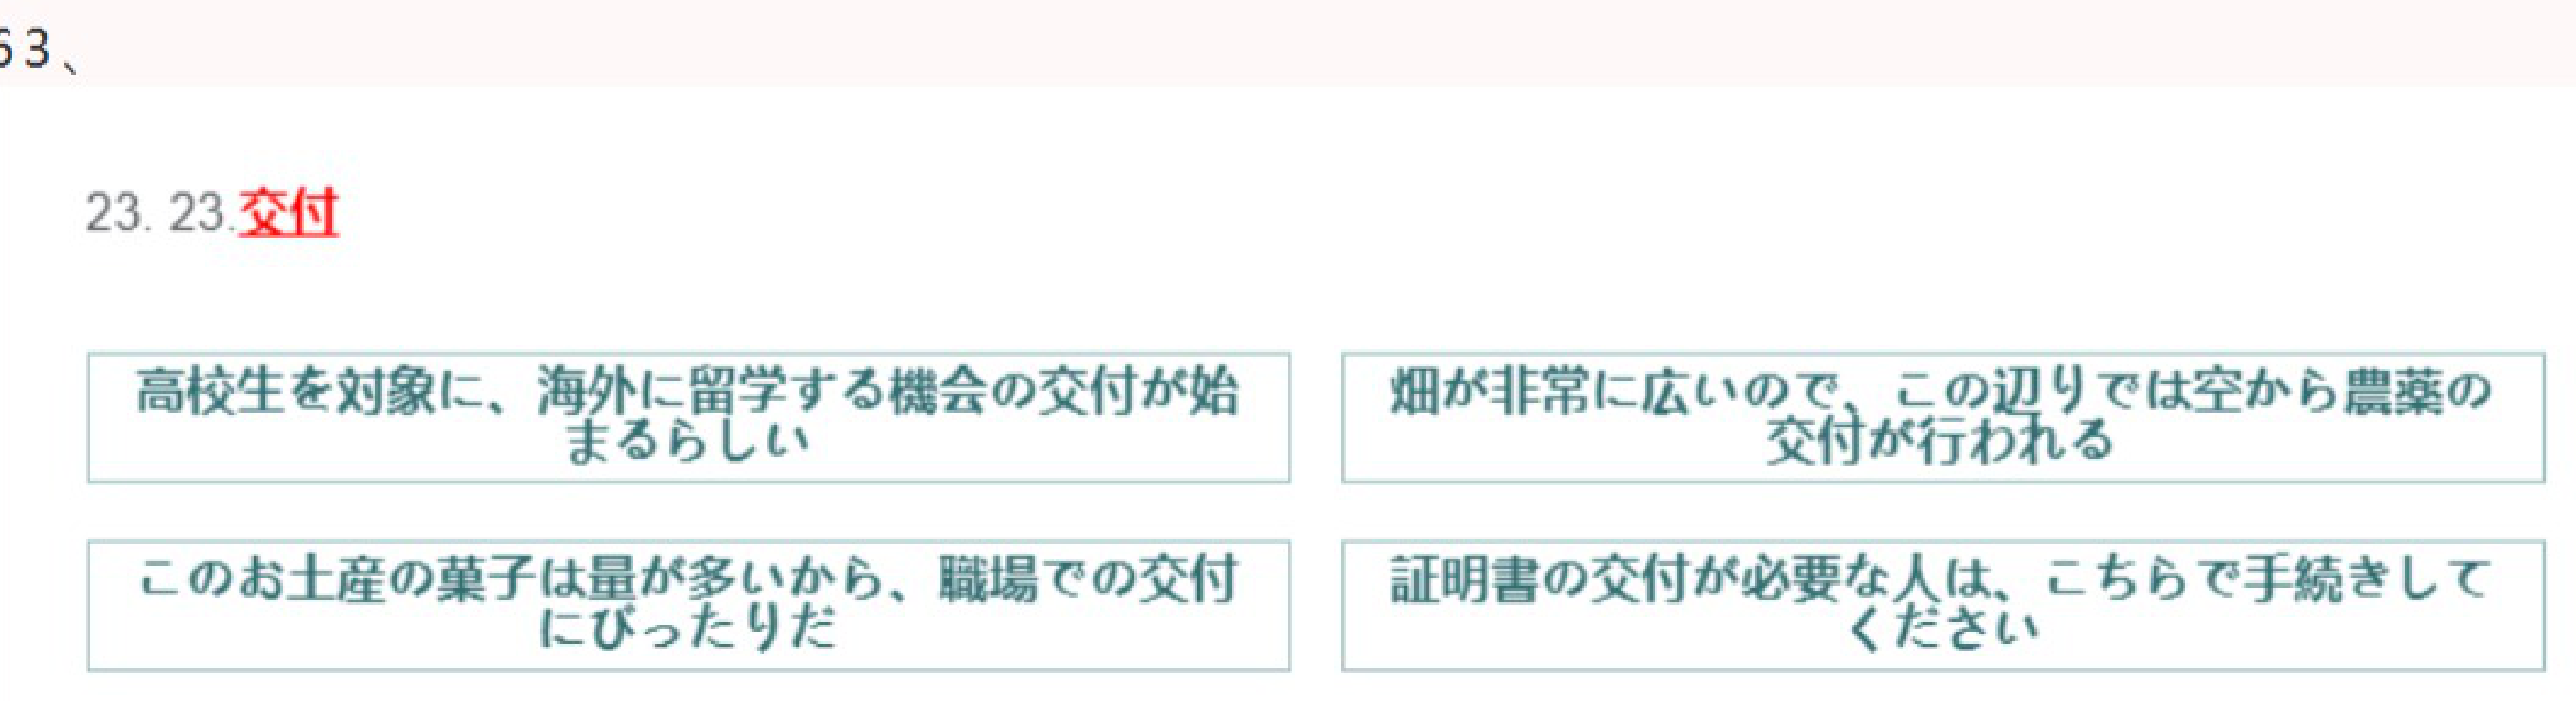 63、
23. 23.交付
高校生を対象に、海外に留学する機会の交付が始
まるらしい
畑が非常に広いので、この辺りでは空から農薬の
交付が行われる
このお土産の菓子は量が多いから、職場での交付
にぴったりだ
証明書の交付が必要な人は、こちらで手続きして
ください